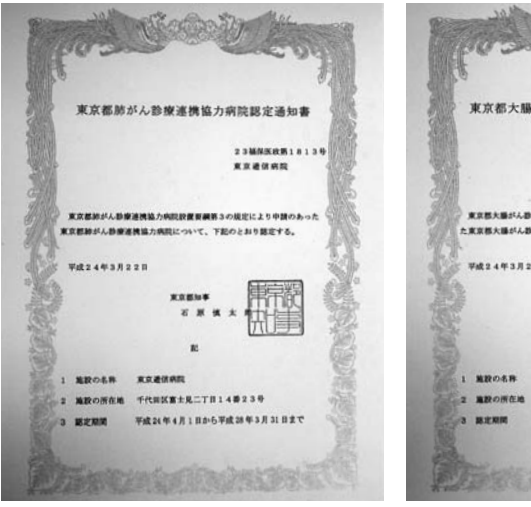 東京都肺がん診療連携協力病院認定通知書
23福保医政第1813号
東京逓信病院
東京都肺がん診療連携協力病院設置要綱第3の規定により申請のあった
東京都肺がん診療連携協力病院について、下記のとおり認定する。
平成24年3月22日
東京都知事
石原慎太郎
記
1 施設の名称 東京逓信病院
2 施設の所在地 千代田区富士見二丁目14番23号
3 認定期間 平成24年4月1日から平成28年3月31日まで
東京都大腸
東京都大腸がん診
た東京都大腸がん診
平成24年3月2
1 施設の名称
2 施設の所在地
3 認定期間